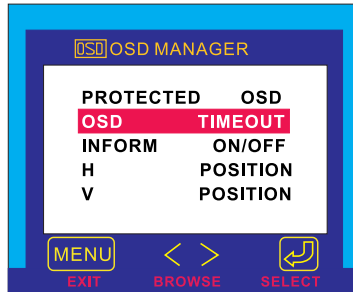 OSD OSD MANAGER
PROTECTED OSD
OSD TIMEOUT
INFORM ON/OFF
H POSITION
V POSITION
MENU < >
EXIT BROWSE SELECT